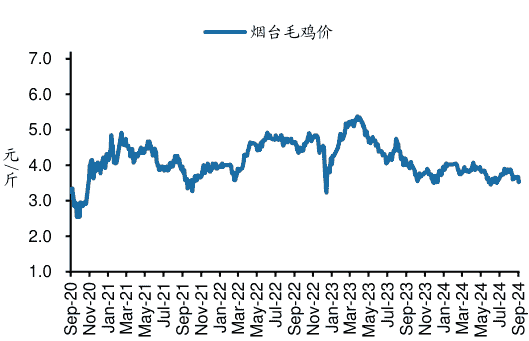 烟台毛鸡价
7.0
6.0
5.0
4.0
3.0
2.0
1.0
元/斤
Sep-20
Nov-20
Jan-21
Mar-21
May-21
Jul-21
Sep-21
Nov-21
Jan-22
Mar-22
May-22
Jul-22
Sep-22
Nov-22
Jan-23
Mar-23
May-23
Jul-23
Sep-23
Nov-23
Jan-24
Mar-24
May-24
Jul-24
Sep-24